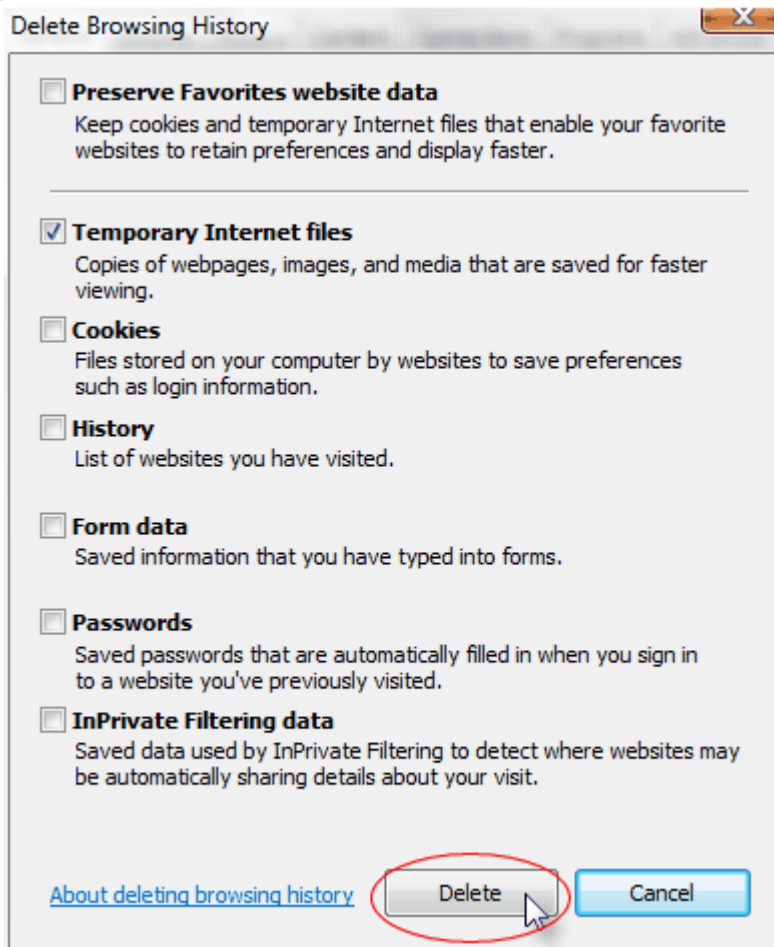 Delete Browsing History
Preserve Favorites website data
Keep cookies and temporary Internet files that enable your favorite
websites to retain preferences and display faster.
Temporary Internet files
Copies of webpages, images, and media that are saved for faster
viewing.
Cookies
Files stored on your computer by websites to save preferences
such as login information.
History
List of websites you have visited.
Form data
Saved information that you have typed into forms.
Passwords
Saved passwords that are automatically filled in when you sign in
to a website you've previously visited.
InPrivate Filtering data
Saved data used by InPrivate Filtering to detect where websites may
be automatically sharing details about your visit.
About deleting browsing history Delete Cancel